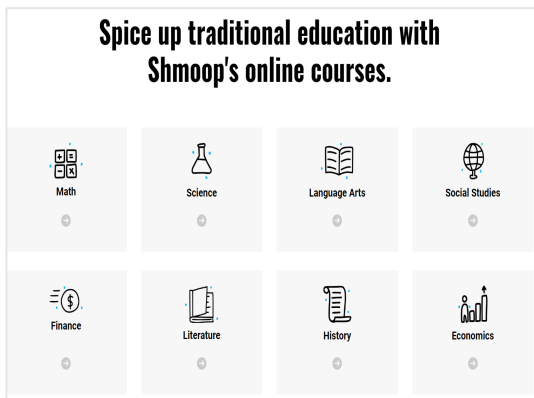 Spice up traditional education with
Shmoop's online courses.
Math
Science
Language Arts
Social Studies
Finance
Literature
History
Economics